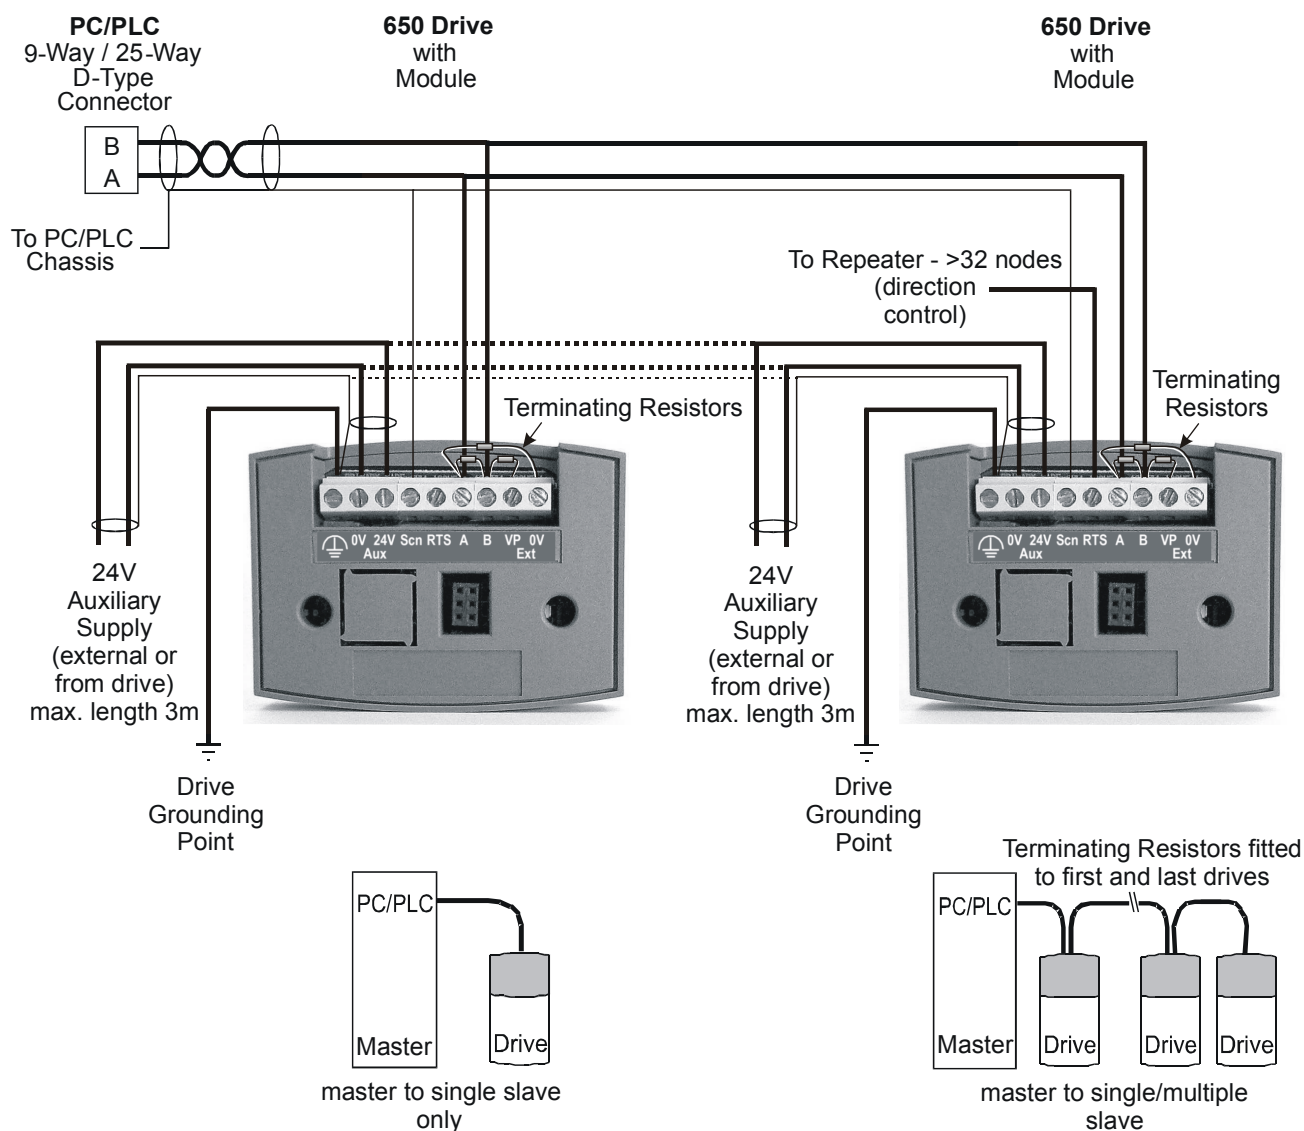 PC/PLC
9-Way / 25-Way
D-Type
Connector
650 Drive
with
Module
650 Drive
with
Module
B
A
To PC/PLC
Chassis
To Repeater - >32 nodes
(direction
control)
Terminating Resistors
Terminating
Resistors
0V 24V Scn RTS A B VP 0V
Aux Ext
0V 24V Scn RTS A B VP 0V
Aux Ext
24V
Auxiliary
Supply
(external or
from drive)
max. length 3m
24V
Auxiliary
Supply
(external or
from drive)
max. length 3m
Drive
Grounding
Point
Drive
Grounding
Point
PC/PLC
Master
Drive
master to single slave
only
Terminating Resistors fitted
to first and last drives
PC/PLC
Master
Drive
Drive
Drive
master to single/multiple
slave